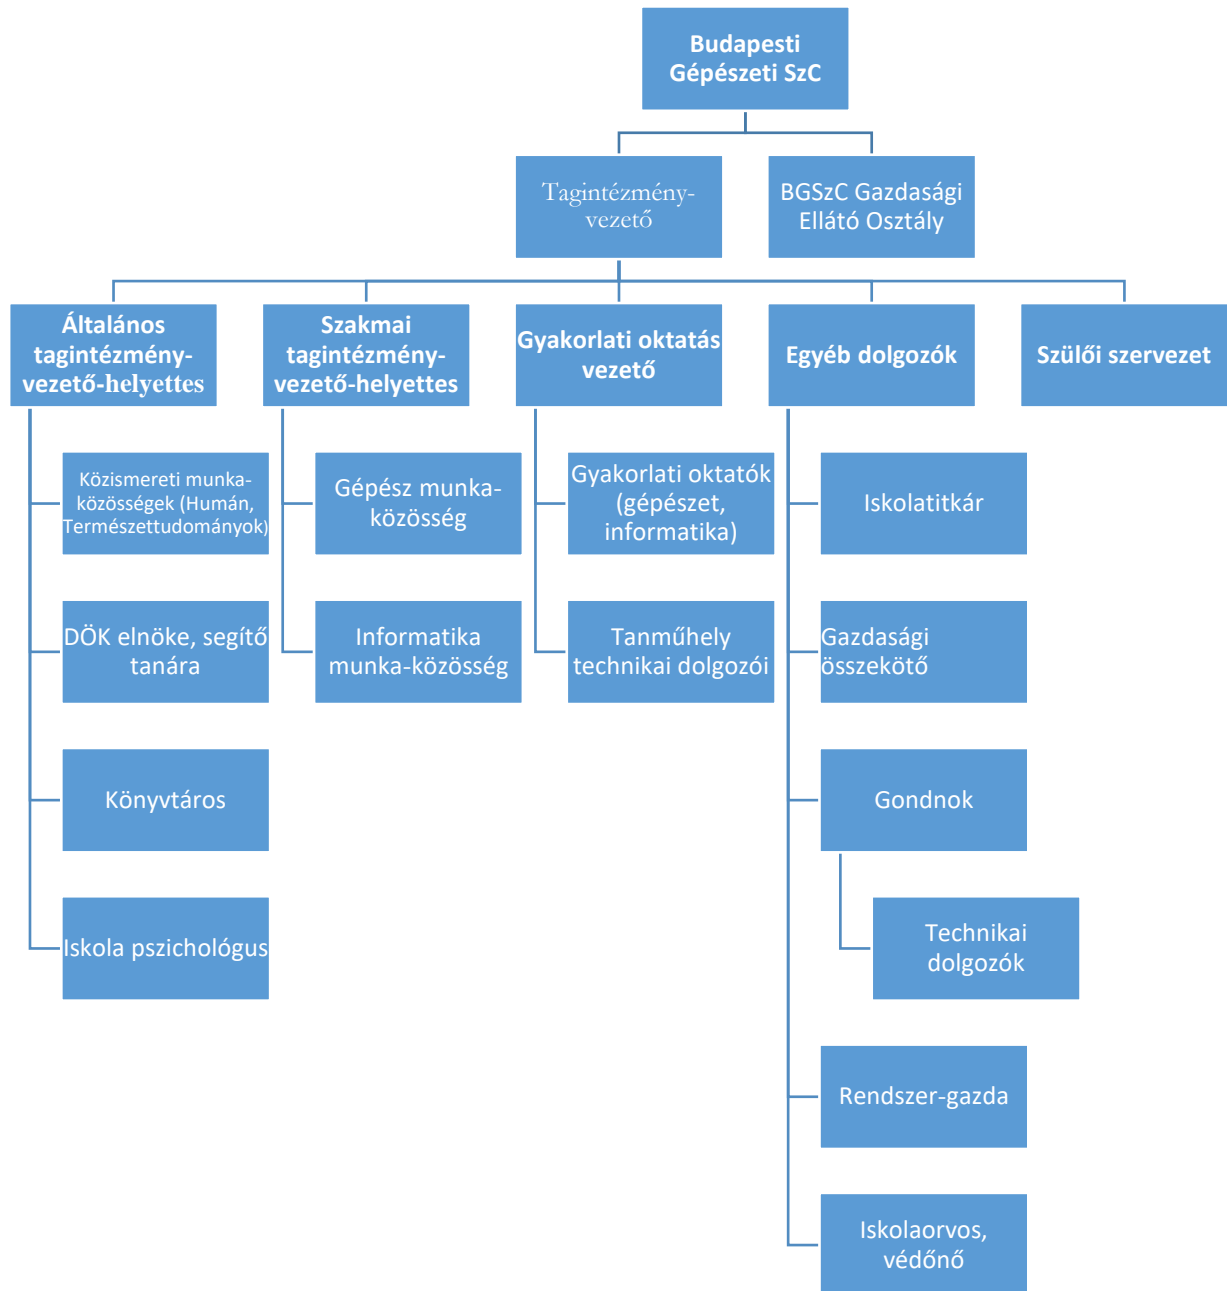 Budapesti
Gépészeti SzC
Tagintézmény-
vezető
BGSzC Gazdasági
Ellátó Osztály
Általános
tagintézmény-
vezető-helyettes
Szakmai
tagintézmény-
vezető-helyettes
Gyakorlati oktatás
vezető
Egyéb dolgozók
Szülői szervezet
Közismereti munka-
közösségek (Humán,
Természettudományok)
Gépész munka-
közösség
Gyakorlati oktatók
(gépészet,
informatika)
Iskolatitkár
DÖK elnöke, segítő
tanára
Informatika
munka-közösség
Tanműhely
technikai dolgozói
Gazdasági
összekötő
Könyvtáros
Gondnok
Iskola pszichológus
Technikai
dolgozók
Rendszer-gazda
Iskolaorvos,
védőnő